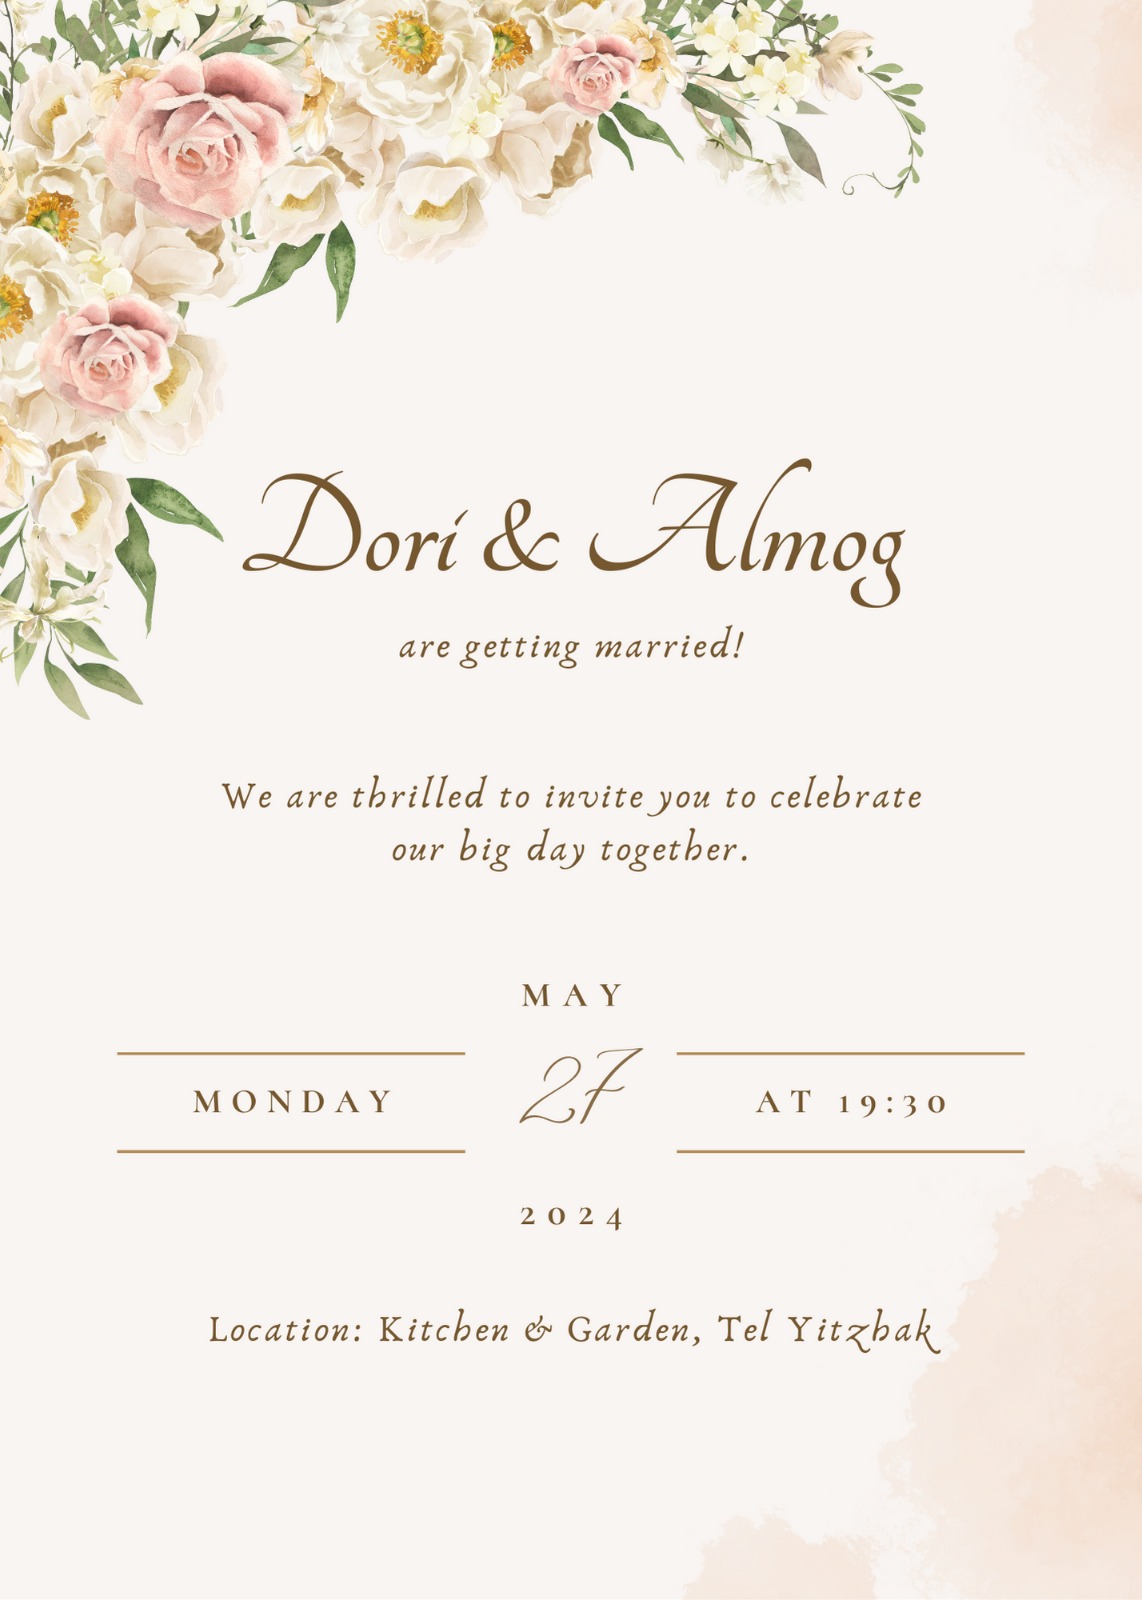 Dori & Almog
are getting married!
We are thrilled to invite you to celebrate
our big day together.
MAY
MONDAY
27
AT 19:30
2024
Location: Kitchen & Garden, Tel Yitzhak